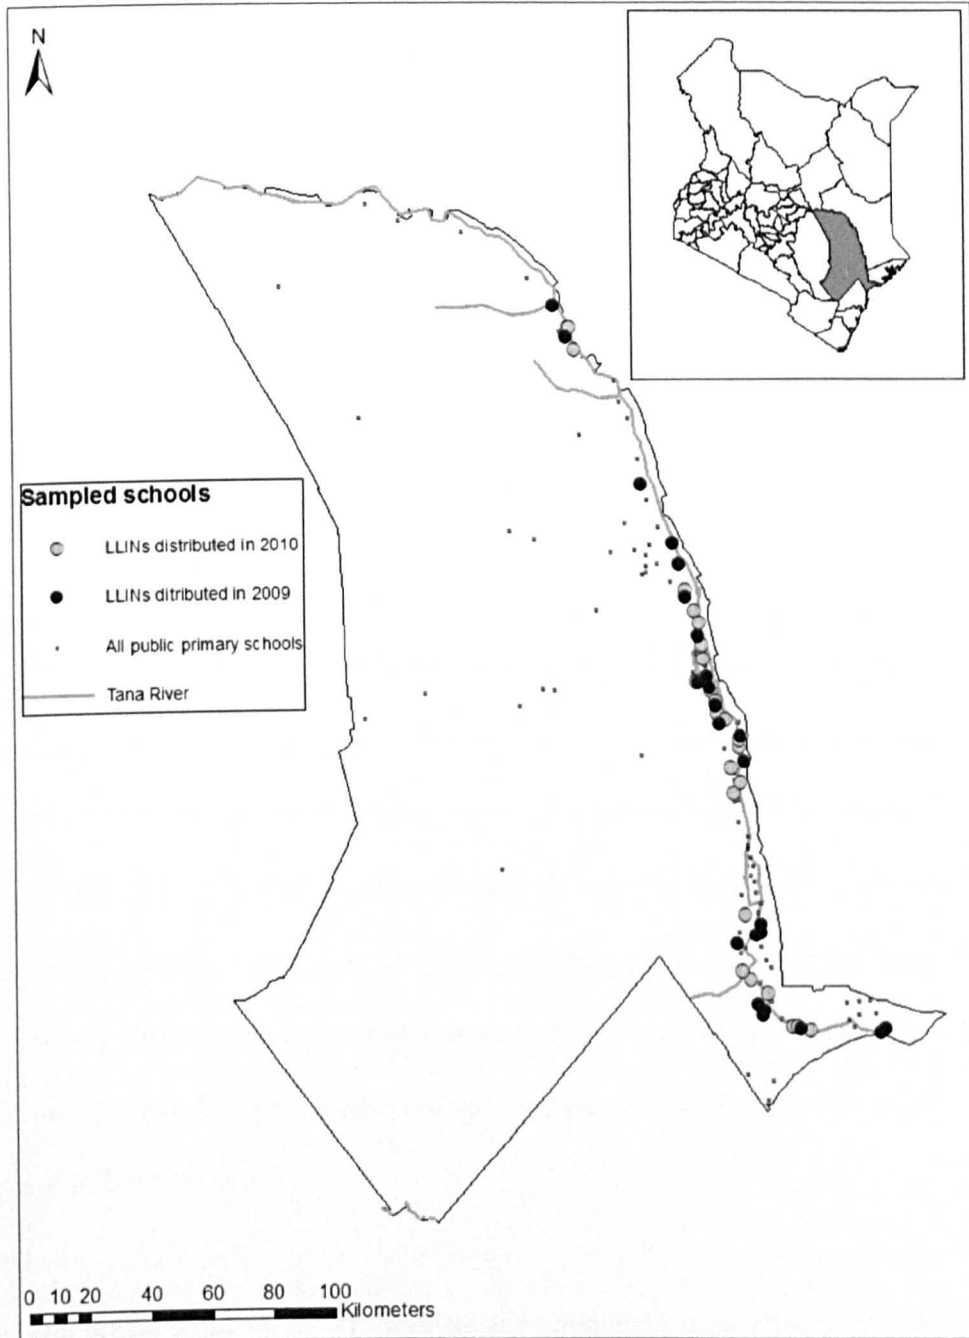 N
Sampled schools
LLINs distributed in 2010
LLINs ditributed in 2009
All public primary schools
Tana River
0 10 20 40 60 80 100
Kilometers